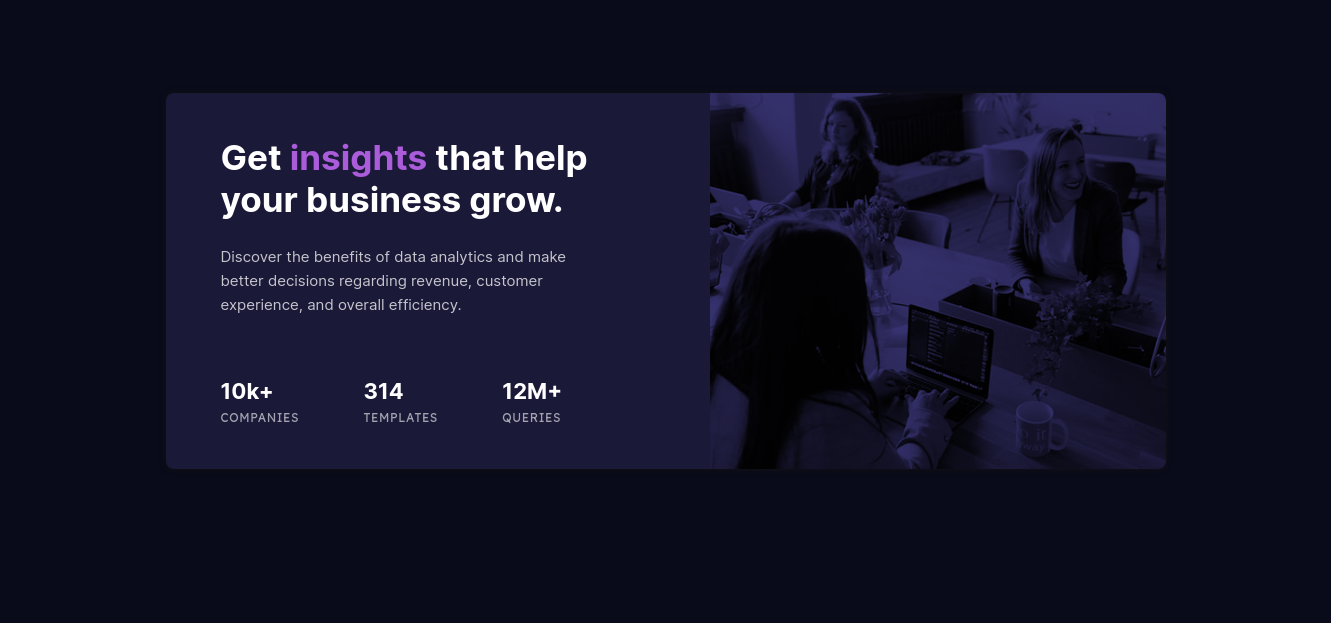 Get insights that help
your business grow.
Discover the benefits of data analytics and make
better decisions regarding revenue, customer
experience, and overall efficiency.
10k+ 314 12M+
COMPANIES TEMPLATES QUERIES